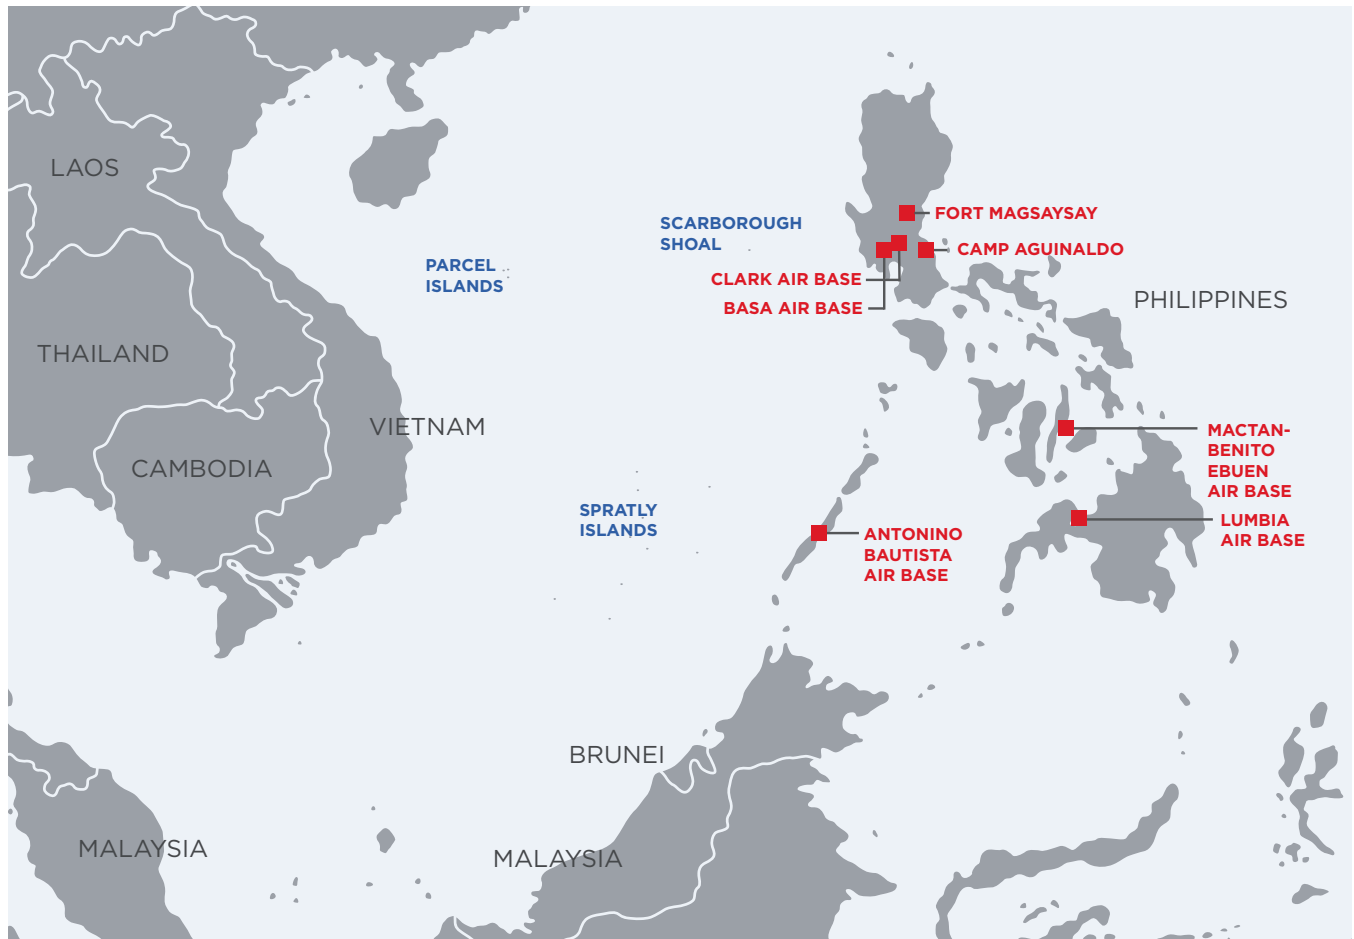 LAOS
FORT MAGSAYSAY
SCARBOROUGH
SHOAL
CAMP AGUINALDO
PARCEL
ISLANDS
CLARK AIR BASE
BASA AIR BASE
PHILIPPINES
THAILAND
VIETNAM
MACTAN-
BENITO
EBUEN
AIR BASE
CAMBODIA
SPRATLY
ISLANDS
LUMBIA
AIR BASE
ANTONINO
BAUTISTA
AIR BASE
BRUNEI
MALAYSIA
MALAYSIA